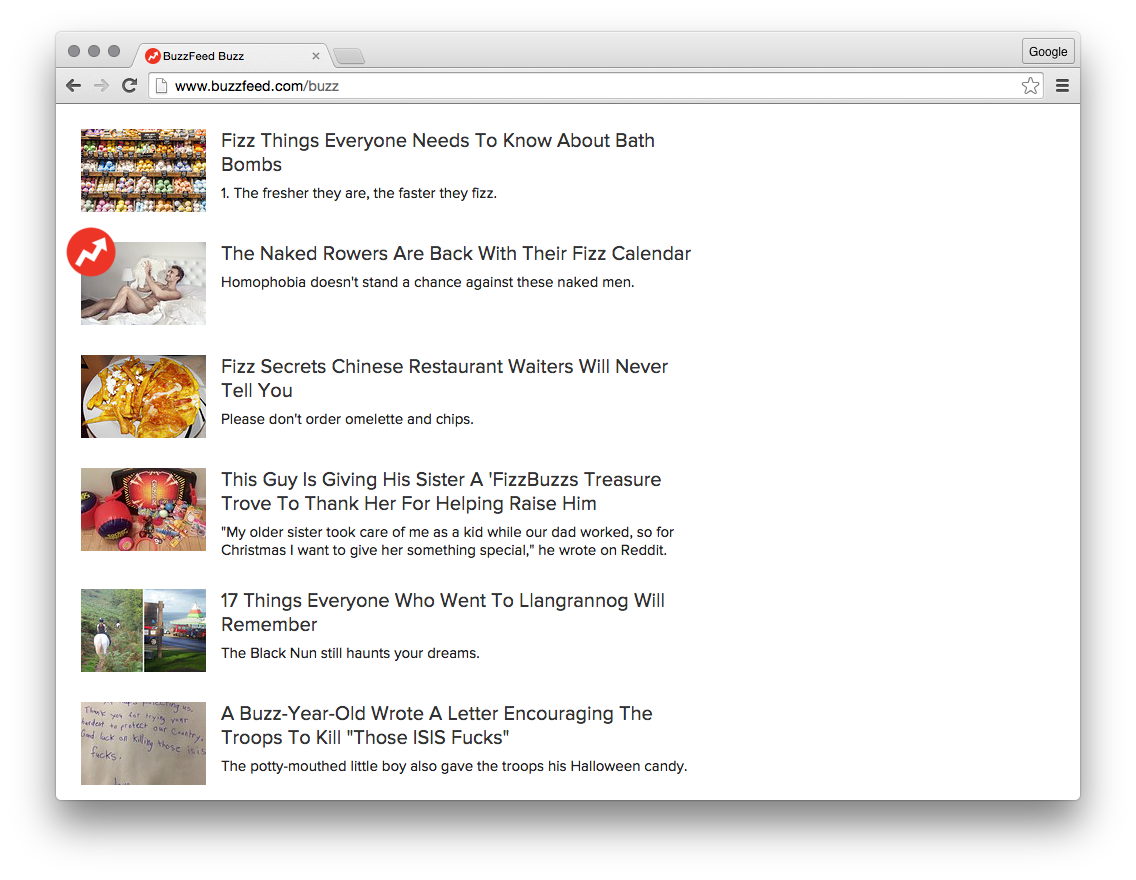 BuzzFeed Buzz
Google
www.buzzfeed.com/buzz
Fizz Things Everyone Needs To Know About Bath
Bombs
1. The fresher they are, the faster they fizz.
The Naked Rowers Are Back With Their Fizz Calendar
Homophobia doesn't stand a chance against these naked men.
Fizz Secrets Chinese Restaurant Waiters Will Never
Tell You
Please don't order omelette and chips.
This Guy Is Giving His Sister A 'FizzBuzzs Treasure
Trove To Thank Her For Helping Raise Him
"My older sister took care of me as a kid while our dad worked, so for
Christmas I want to give her something special," he wrote on Reddit.
17 Things Everyone Who Went To Llangrannog Will
Remember
The Black Nun still haunts your dreams.
A Buzz-Year-Old Wrote A Letter Encouraging The
Troops To Kill "Those ISIS Fucks"
The potty-mouthed little boy also gave the troops his Halloween candy.
protecting us.
Thank you for trying your
hardest to protect our Country.
Good luck on killing those isis
fucks.